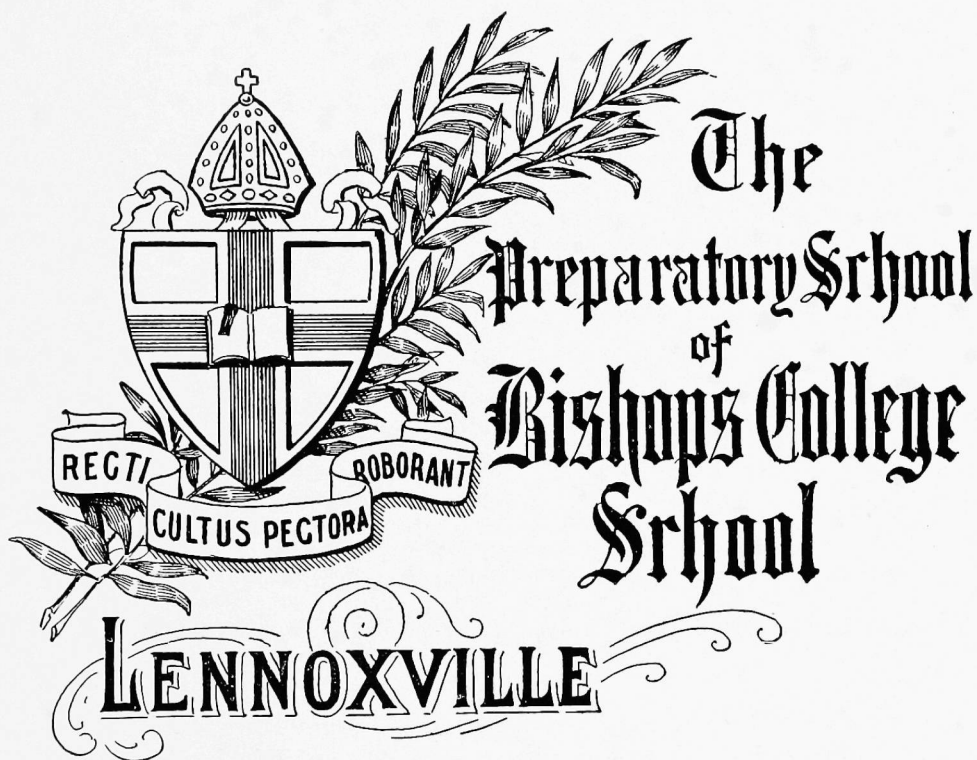 The
Preparatory School
of
Bishops College
School
RECTI
CULTUS PECTORA
ROBORANT
LENNOXVILLE